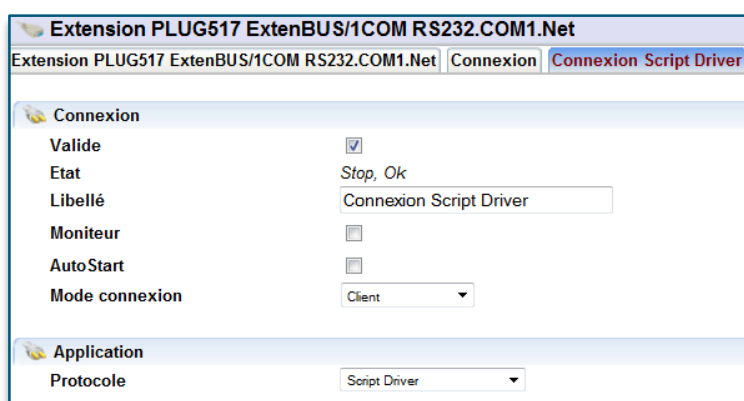 Extension PLUG517 ExtenBUS/1COM RS232.COM1.Net
Extension PLUG517 ExtenBUS/1COM RS232.COM1.Net Connexion Connexion Script Driver
Connexion
Valide
Etat Stop, Ok
Libellé Connexion Script Driver
Moniteur
AutoStart
Mode connexion Client
Application
Protocole Script Driver